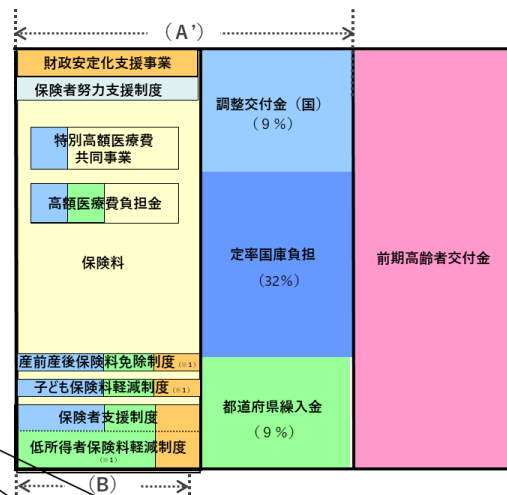 （A’）
財政安定化支援事業
保険者努力支援制度
特別高額医療費
共同事業
高額医療費負担金
保険料
産前産後保険料免除制度（※1）
子ども保険料軽減制度（※1）
保険者支援制度
低所得者保険料軽減制度
（※1）
（B）
調整交付金（国）
（９％）
定率国庫負担
（32％）
都道府県繰入金
（９％）
前期高齢者交付金